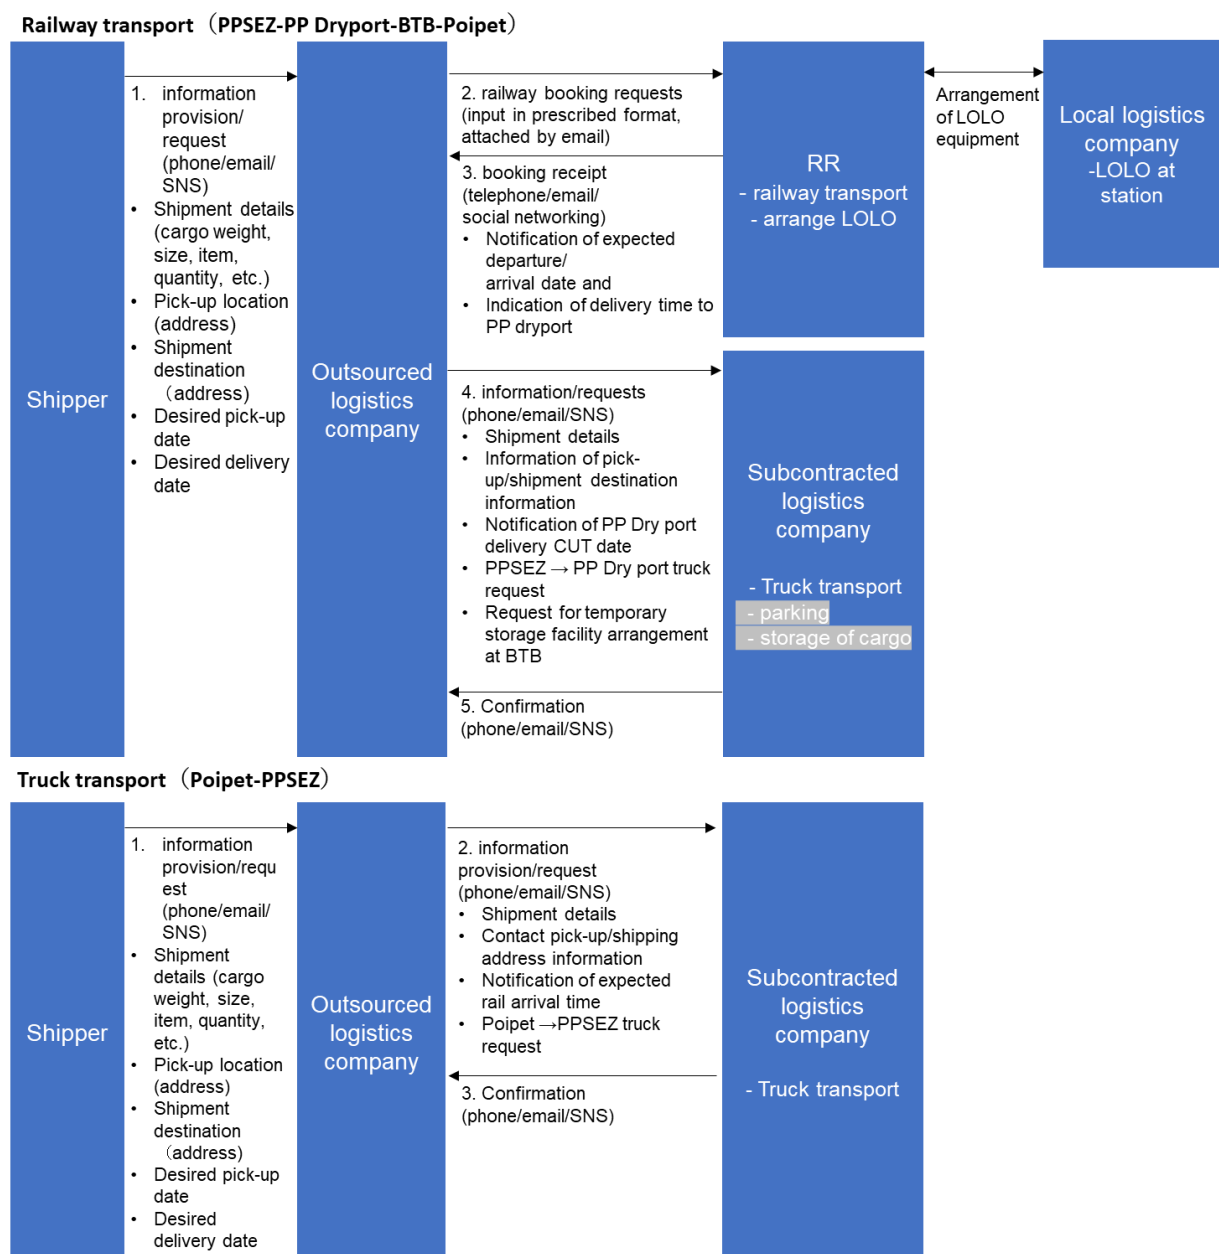 Railway transport（PPSEZ-PP Dryport-BTB-Poipet）
Shipper
1. information
provision/
request
(phone/email/
SNS)
• Shipment details
(cargo weight,
size, item,
quantity, etc.)
• Pick-up location
(address)
• Shipment
destination
（address)
• Desired pick-up
date
• Desired delivery
date
Outsourced
logistics
company
2. railway booking requests
(input in prescribed format,
attached by email)
3. booking receipt
(telephone/email/
social networking)
• Notification of expected
departure/
arrival date and
• Indication of delivery time to
PP dryport
RR
- railway transport
- arrange LOLO
Arrangement
of LOLO
equipment
Local logistics
company
-LOLO at
station
4. information/requests
(phone/email/SNS)
• Shipment details
• Information of pick-
up/shipment destination
information
• Notification of PP Dry port
delivery CUT date
• PPSEZ → PP Dry port truck
request
• Request for temporary
storage facility arrangement
at BTB
5. Confirmation
(phone/email/SNS)
Subcontracted
logistics
company
- Truck transport
- parking
- storage of cargo
Truck transport（Poipet-PPSEZ）
Shipper
1. information
provision/requ
est
(phone/email/
SNS)
• Shipment
details (cargo
weight, size,
item, quantity,
etc.)
• Pick-up location
(address)
• Shipment
destination
（address)
• Desired pick-up
date
• Desired
delivery date
Outsourced
logistics
company
2. information
provision/request
(phone/email/SNS)
• Shipment details
• Contact pick-up/shipping
address information
• Notification of expected
rail arrival time
• Poipet →PPSEZ truck
request
3. Confirmation
(phone/email/SNS)
Subcontracted
logistics
company
- Truck transport